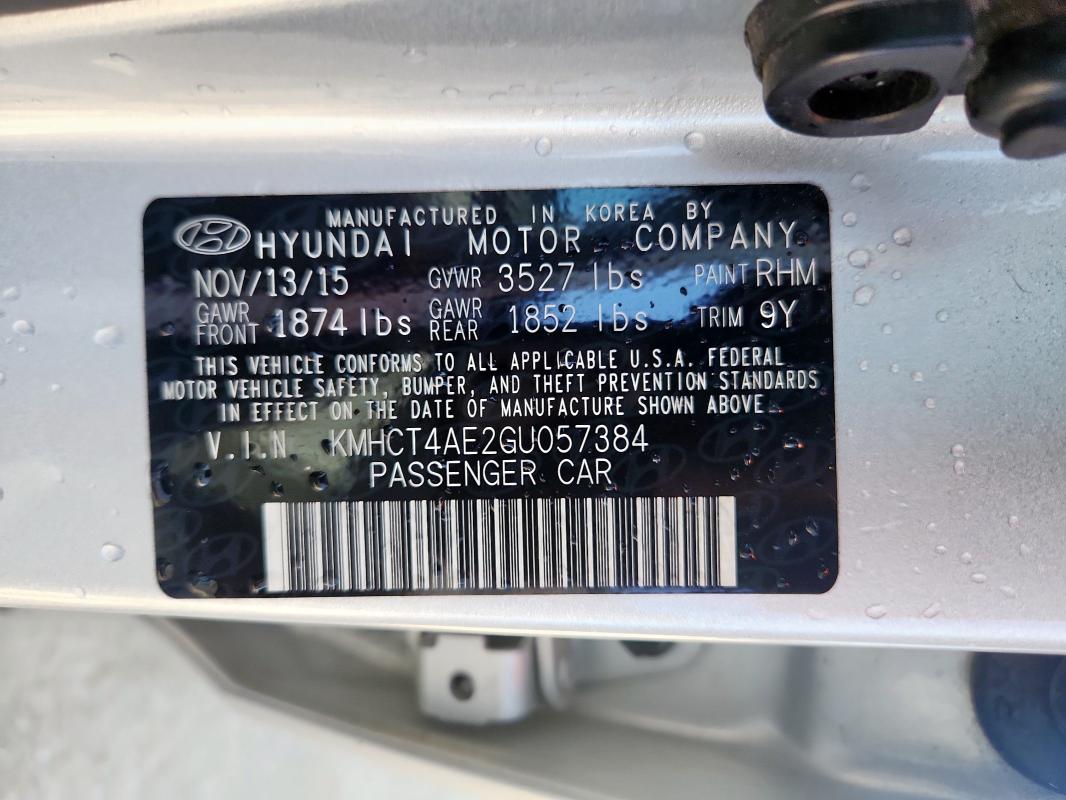 MANUFACTURED IN KOREA BY
HYUNDAI MOTOR COMPANY
NOV/13/15 GVWR 3527 lbs PAINT RHM
GAWR FRONT 1874 lbs GAWR REAR 1852 lbs TRIM 9Y
THIS VEHICLE CONFORMS TO ALL APPLICABLE U.S.A. FEDERAL
MOTOR VEHICLE SAFETY, BUMPER, AND THEFT PREVENTION STANDARDS
IN EFFECT ON THE DATE OF MANUFACTURE SHOWN ABOVE
V.I.N KMHCT4AE2GU057384
PASSENGER CAR